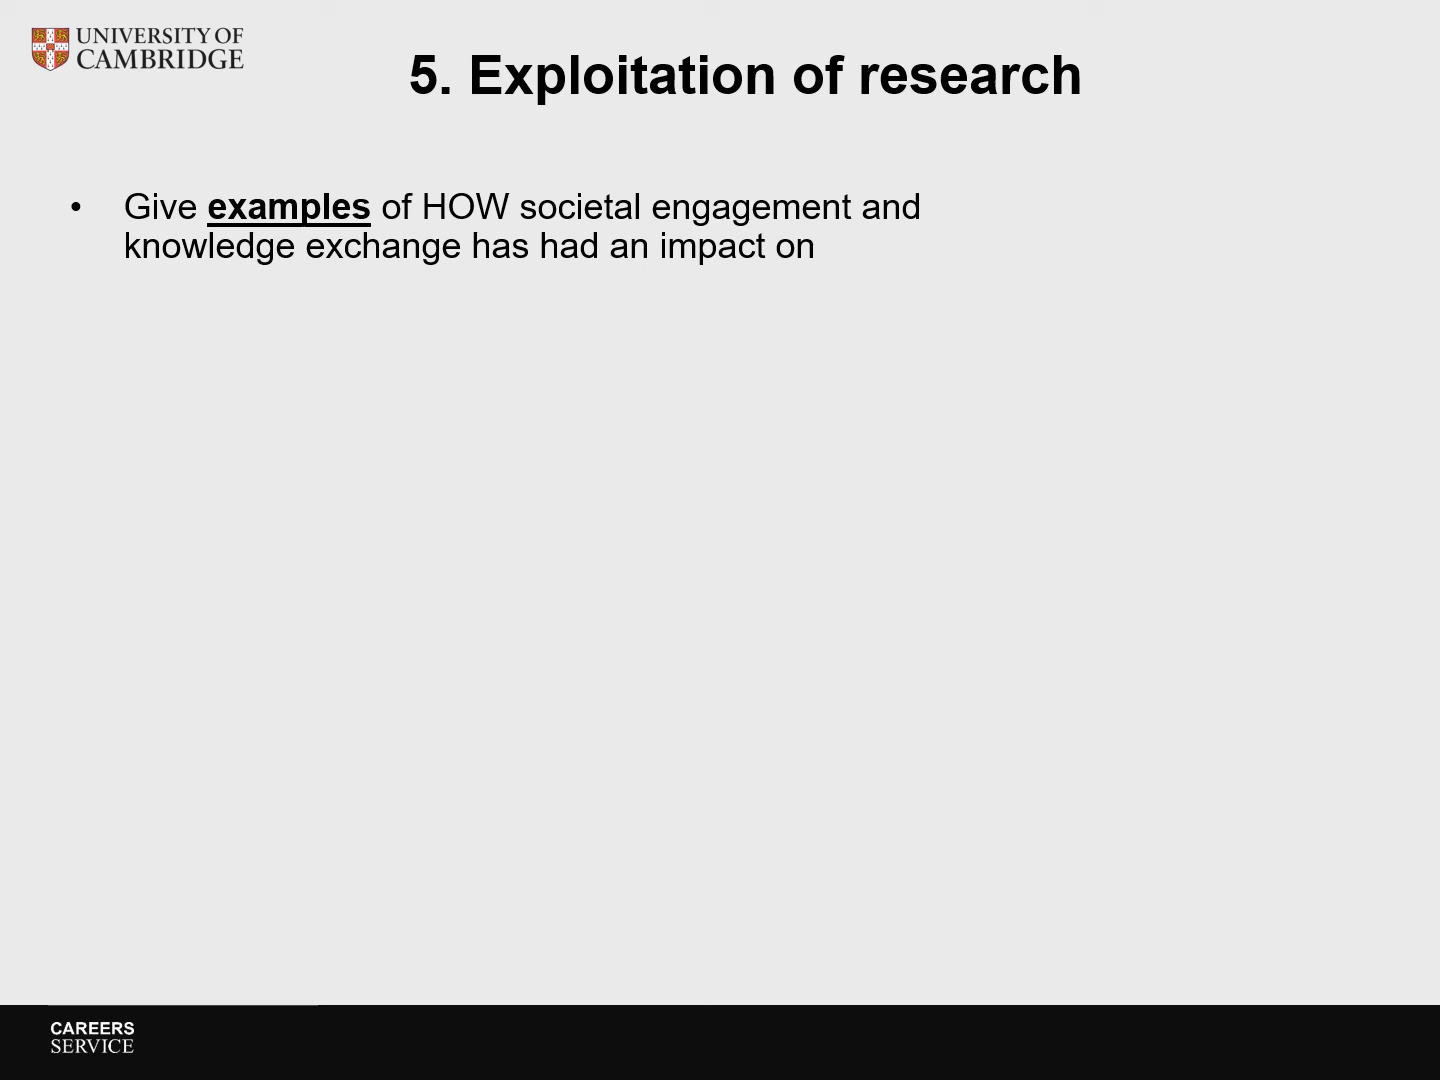 UNIVERSITY OF
CAMBRIDGE
5. Exploitation of research
• Give examples of HOW societal engagement and
knowledge exchange has had an impact on
CAREERS
SERVICE